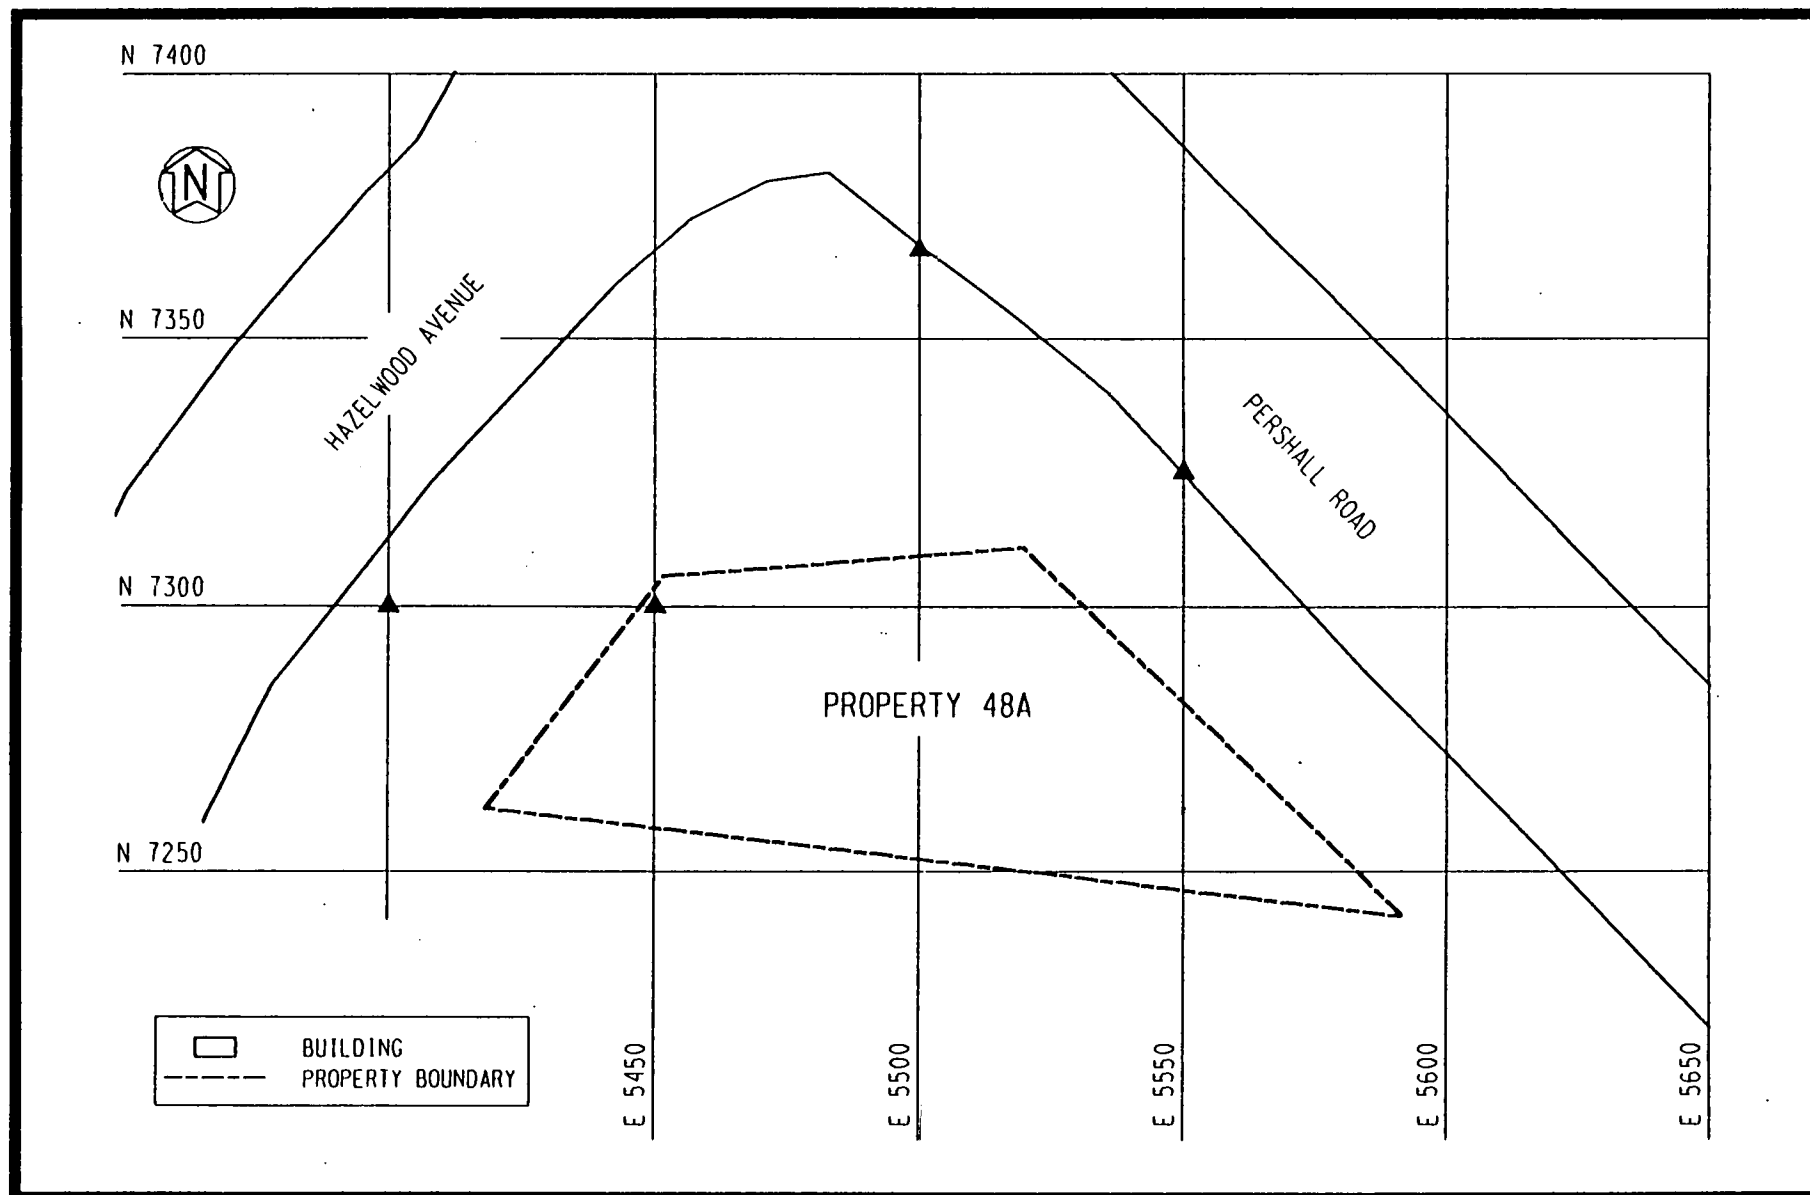 N 7400
N
N 7350
HAZELWOOD AVENUE
PERSHALL ROAD
N 7300
PROPERTY 48A
N 7250
BUILDING
PROPERTY BOUNDARY
E 5450
E 5500
E 5550
E 5600
E 5650